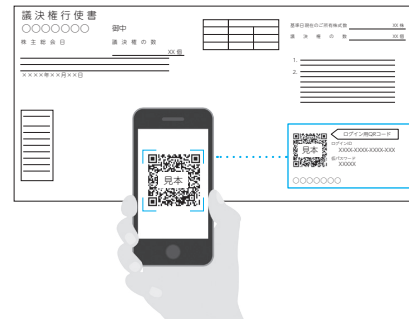 議決権行使書
○○○○○○○ 御中
株主総会日 議決権の数
XX 個
××××年××月××日
基準日現在のご所有株式数 XX 株
議決権の数 XX 個
1.
2.
見本
見本
ログイン用QRコード
ログインID
XXXX-XXXX-XXXX-XXX
仮パスワード
XXXXX
○○○○○○○